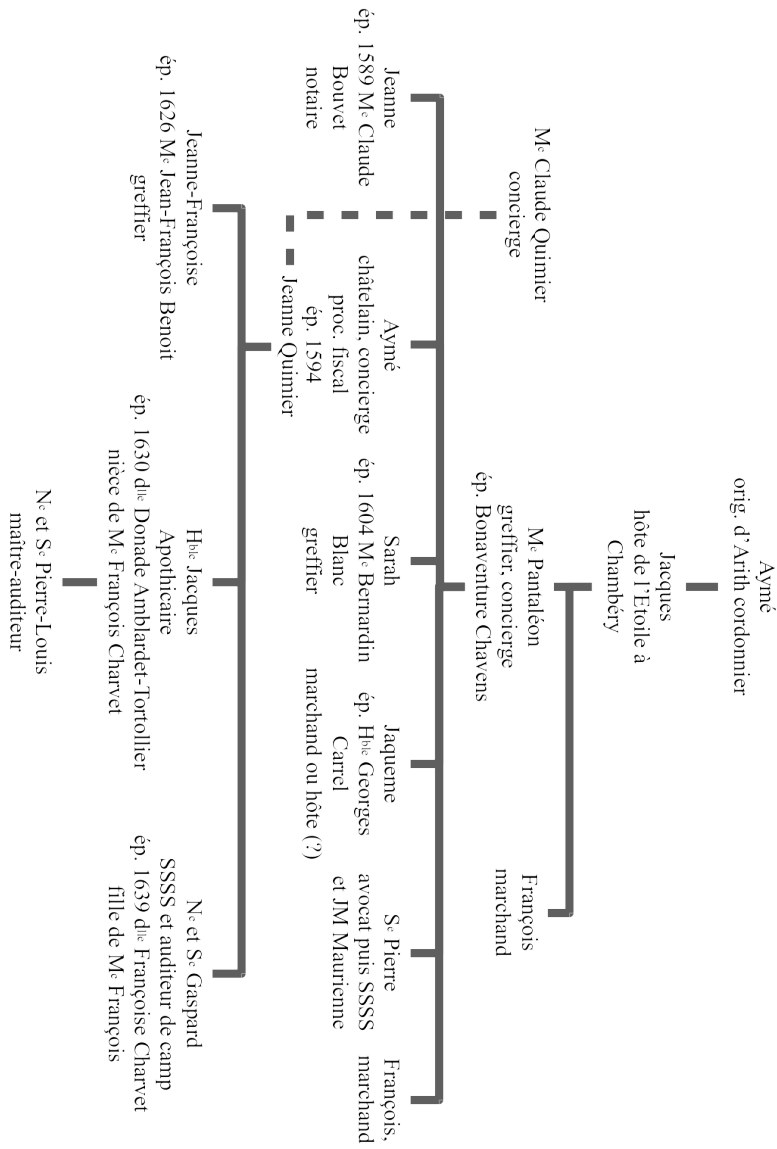 Aymé
orig. d'Arith cordonnier
Jacques
hôte de l'Etoile à
Chambéry
Mᵉ Claude Quimier
concierge
Mᵉ Pantaléon
greffier, concierge
ép. Bonaventure Chavens
François
marchand
Jeanne
ép. 1589 Mᵉ Claude
Bouvet
notaire
Aymé
châtelain, concierge
proc. fiscal
ép. 1594
Jeanne Quimier
Sarah
ép. 1604 Mᵉ Bernardin
Blanc
greffier
Jaqueme
ép. Hᵇˡᵉ Georges
Carrel
marchand ou hôte (?)
Sᵉ Pierre
avocat puis SSSS
et JM Maurienne
François,
marchand
Jeanne-Françoise
ép. 1626 Mᵉ Jean-François Benoit
greffier
Hᵇˡᵉ Jacques
Apothicaire
ép. 1630 dˡˡᵉ Donade Amblardet-Tortollier
nièce de Mᵉ François Charvet
Nᵉ et Sᵉ Gaspard
SSSS et auditeur de camp
ép. 1639 dˡˡᵉ Françoise Charvet
fille de Mᵉ François
Nᵉ et Sᵉ Pierre-Louis
maître-auditeur